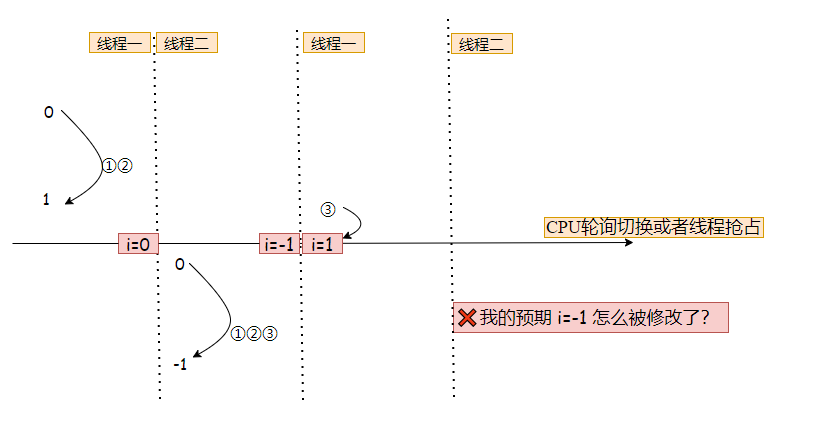 线程一 线程二 线程一 线程二
0
①②
1
③
CPU轮询切换或者线程抢占
i=0 i=-1 i=1
0
❌我的预期 i=-1 怎么被修改了?
①②③
-1